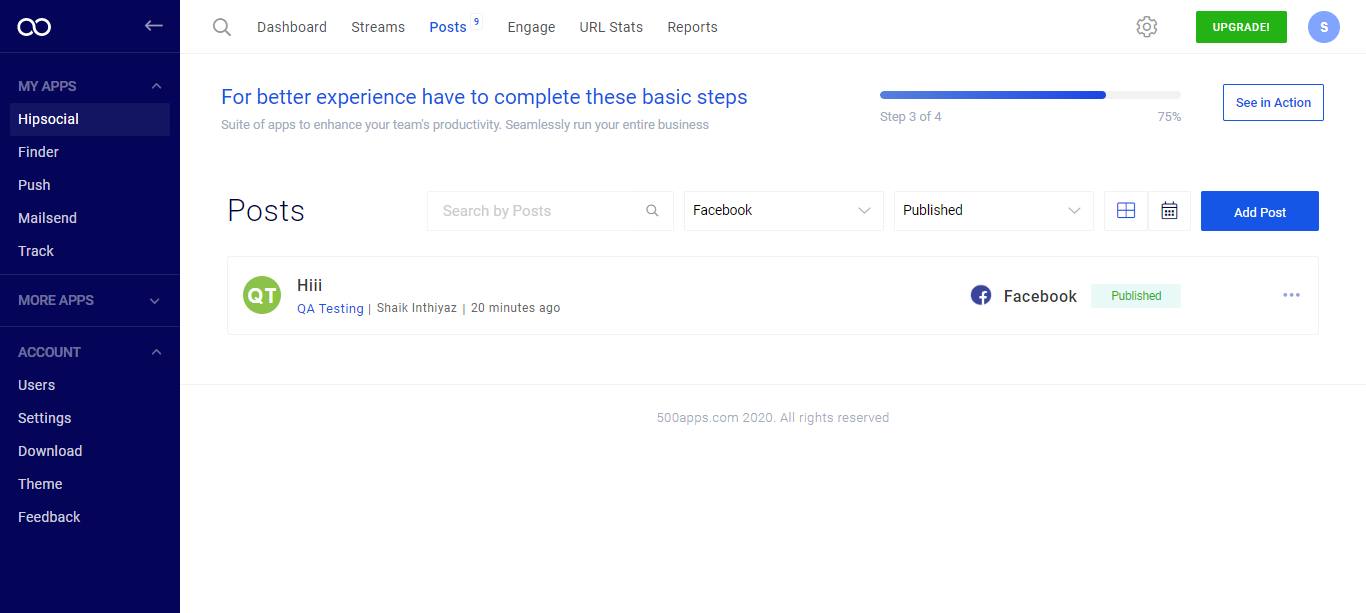 Dashboard Streams Posts 9 Engage URL Stats Reports UPGRADE! S
MY APPS
Hipsocial
Finder
Push
Mailsend
Track
MORE APPS
ACCOUNT
Users
Settings
Download
Theme
Feedback
For better experience have to complete these basic steps
Suite of apps to enhance your team's productivity. Seamlessly run your entire business
Step 3 of 4 75%
See in Action
Posts Search by Posts Facebook Published Add Post
QT
Hiii
QA Testing | Shaik Inthiyaz | 20 minutes ago
Facebook Published
500apps.com 2020. All rights reserved